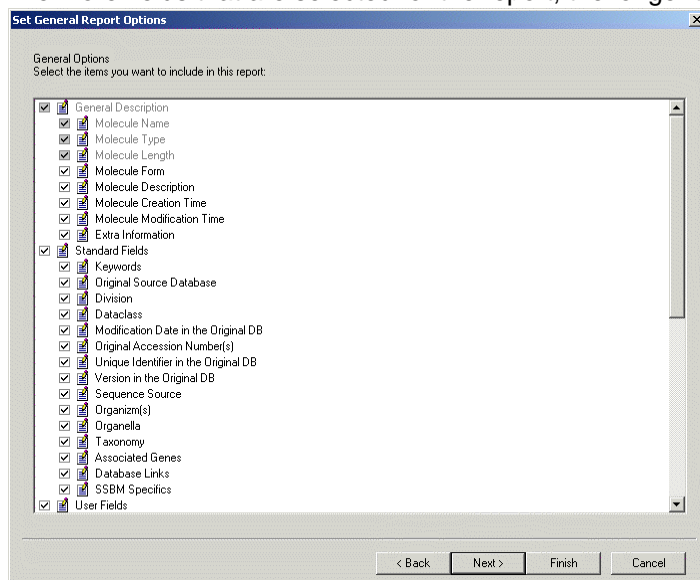 Set General Report Options
General Options
Select the items you want to include in this report:
General Description
Molecule Name
Molecule Type
Molecule Length
Molecule Form
Molecule Description
Molecule Creation Time
Molecule Modification Time
Extra Information
Standard Fields
Keywords
Original Source Database
Division
Dataclass
Modification Date in the Original DB
Original Accession Number(s)
Unique Identifier in the Original DB
Version in the Original DB
Sequence Source
Organizm(s)
Organella
Taxonomy
Associated Genes
Database Links
SSBM Specifics
User Fields
< Back Next > Finish Cancel